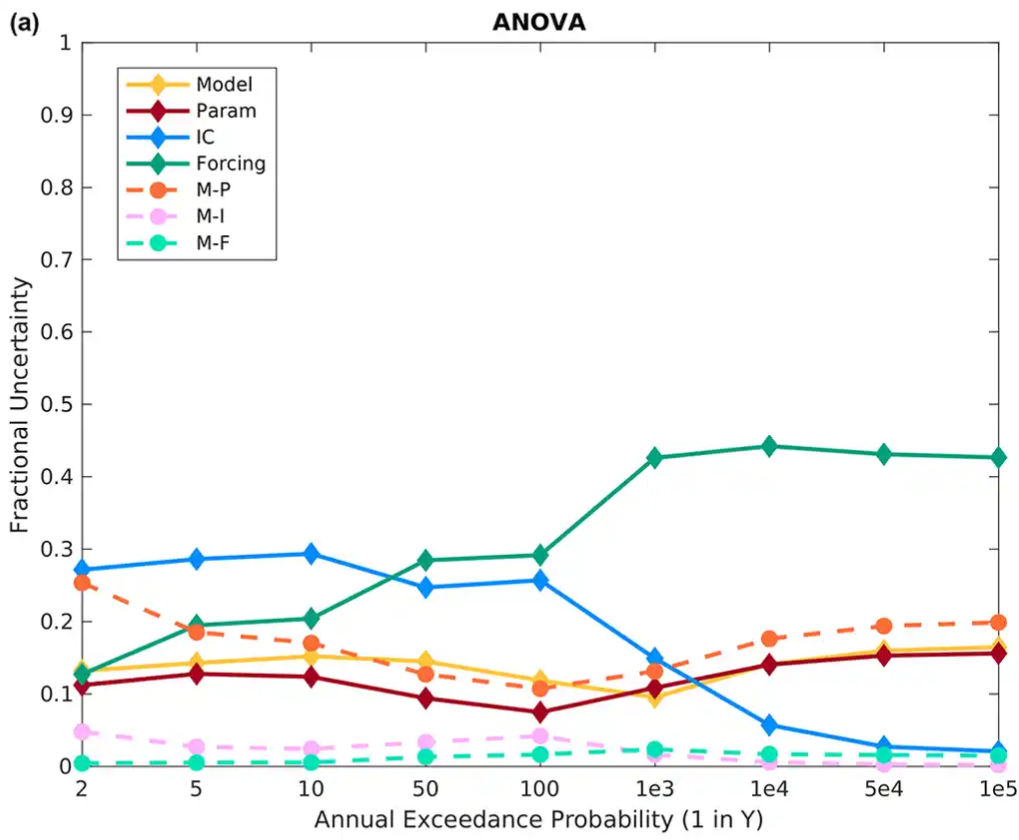 (a)
ANOVA
1
0.9
0.8
0.7
0.6
0.5
0.4
0.3
0.2
0.1
0
Fractional Uncertainty
Model
Param
IC
Forcing
M-P
M-I
M-F
2 5 10 50 100 1e3 1e4 5e4 1e5
Annual Exceedance Probability (1 in Y)